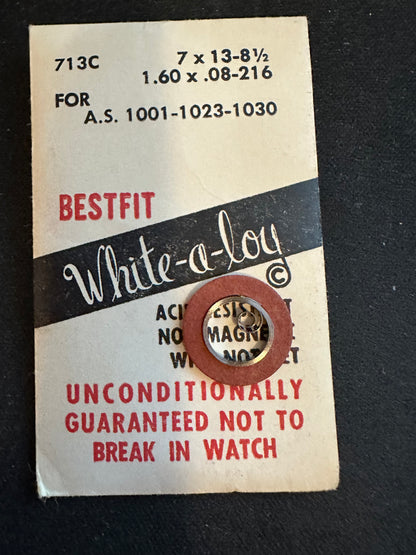 713C 7 x 13-8½
1.60 x .08-216
FOR
A.S. 1001-1023-1030
BESTFIT
White-a-loy
©
NOT
UNCONDITIONALLY
GUARANTEED NOT TO
BREAK IN WATCH